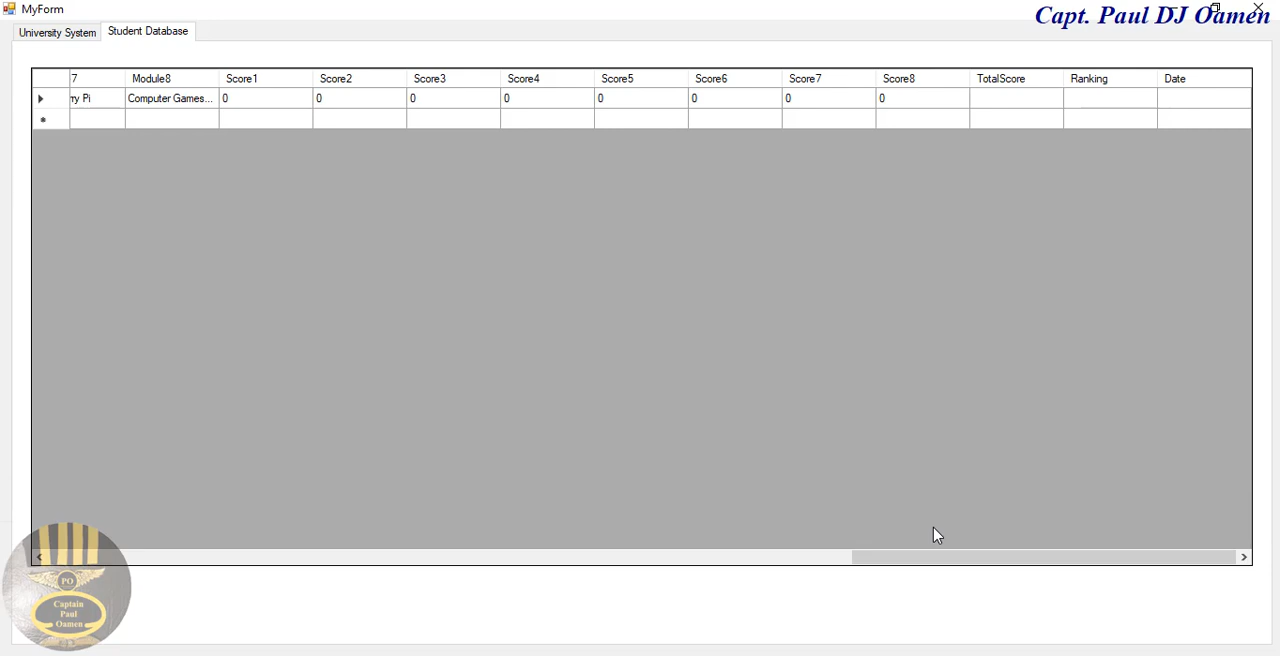 MyForm
Capt. Paul DJ Oamen
University System Student Database
7 Module8 Score1 Score2 Score3 Score4 Score5 Score6 Score7 Score8 TotalScore Ranking Date
ry Pi Computer Games... 0 0 0 0 0 0 0 0
PO
Captain
Paul
Oamen